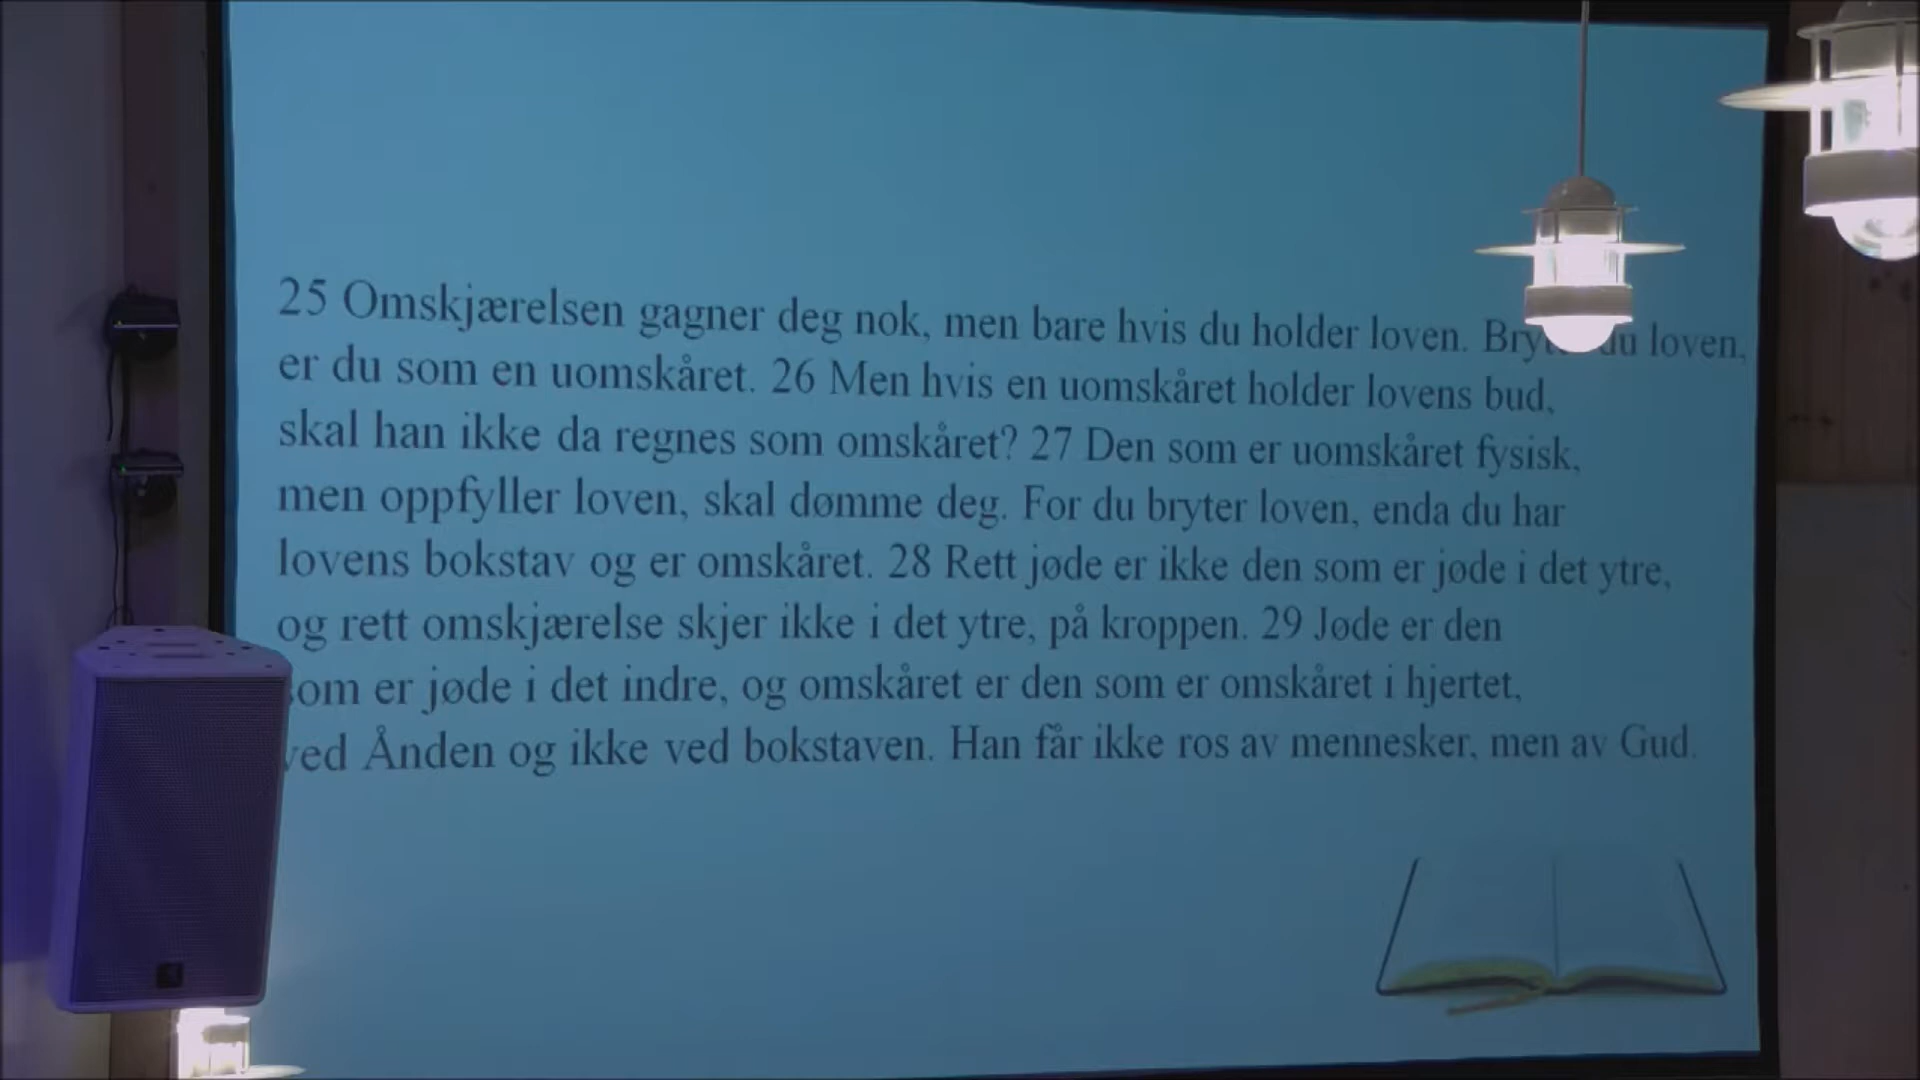 25 Omskjærelsen gagner deg nok, men bare hvis du holder loven. du loven,
er du som en uomskåret. 26 Men hvis en uomskåret holder lovens bud,
skal han ikke da regnes som omskåret? 27 Den som er uomskåret fysisk,
men oppfyller loven, skal dømme deg. For du bryter loven, enda du har
lovens bokstav og er omskåret. 28 Rett jøde er ikke den som er jøde i det ytre,
og rett omskjærelse skjer ikke i det ytre, på kroppen. 29 Jøde er den
som er jøde i det indre, og omskåret er den som er omskåret i hjertet,
ved Ånden og ikke ved bokstaven. Han får ikke ros av mennesker, men av Gud.